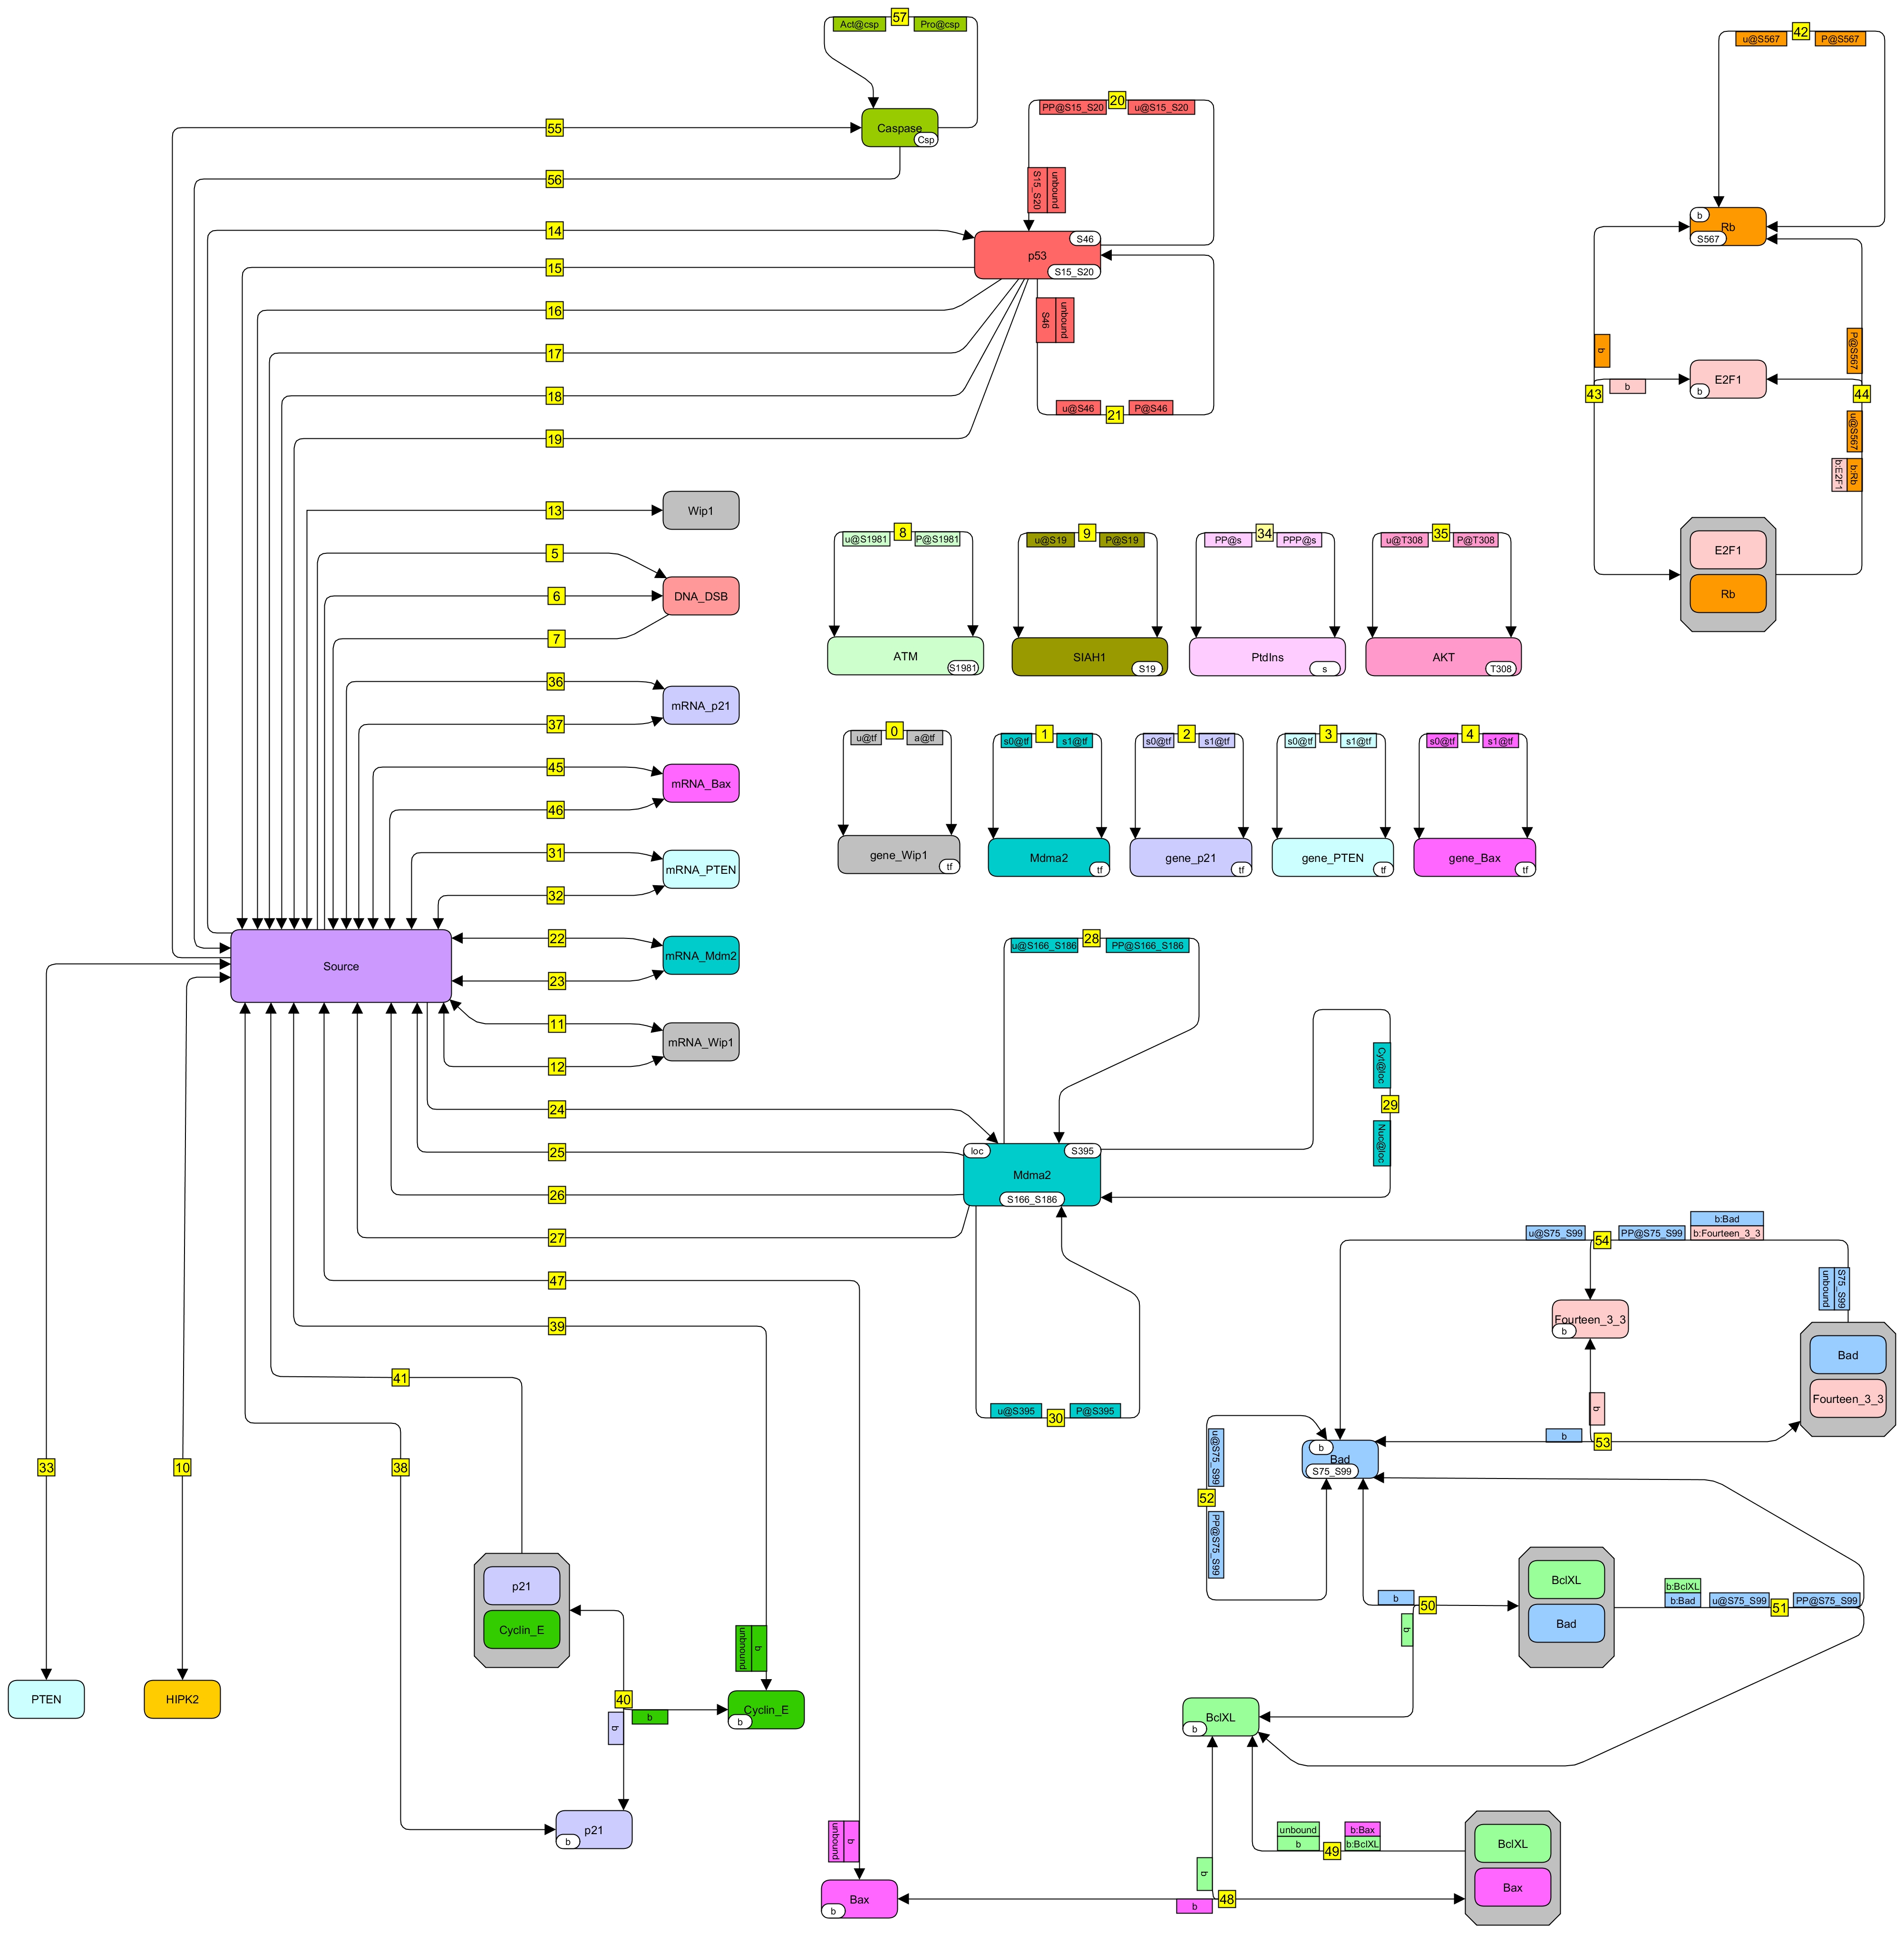 57
Act@csp Pro@csp
42
u@S567 P@S567
20
PP@S15_S20 u@S15_S20
55
Caspase
Csp
56
S15_S20
unbound
14
S46
p53
S15_S20
b
Rb
S567
15
16
S46
unbound
17
b
P@S567
18
u@S46 P@S46
21
b
E2F1
b
43
44
19
u@S567
b:E2F1
b:Rb
13
Wip1
8
u@S1981 P@S1981
9
u@S19 P@S19
34
PP@s PPP@s
35
u@T308 P@T308
E2F1
Rb
5
6
DNA_DSB
7
ATM
S1981
SIAH1
S19
PtdIns
s
AKT
T308
36
mRNA_p21
37
0
u@tf a@tf
1
s0@tf s1@tf
2
s0@tf s1@tf
3
s0@tf s1@tf
4
s0@tf s1@tf
45
mRNA_Bax
46
31
mRNA_PTEN
32
gene_Wip1
tf
Mdma2
tf
gene_p21
tf
gene_PTEN
tf
gene_Bax
tf
22
mRNA_Mdm2
23
Source
28
u@S166_S186 PP@S166_S186
11
mRNA_Wip1
12
Cyt@loc
29
Nuc@loc
24
25
loc
S395
Mdma2
S166_S186
26
27
47
39
41
b:Bad
u@S75_S99 54 PP@S75_S99 b:Fourteen_3_3
unbound
S75_S99
Fourteen_3_3
b
Bad
Fourteen_3_3
u@S395 P@S395
30
b
b
53
33
10
38
b
Bad
S75_S99
u@S75_S99
52
PP@S75_S99
p21
Cyclin_E
b
50
b
BclXL
Bad
b:BclXL
b:Bad u@S75_S99 51 PP@S75_S99
unbound
b
PTEN
HIPK2
40
b
b
Cyclin_E
b
BclXL
b
p21
b
unbound
b
unbound
b
b:Bax
b:BclXL
49
BclXL
Bax
Bax
b
b
b
48